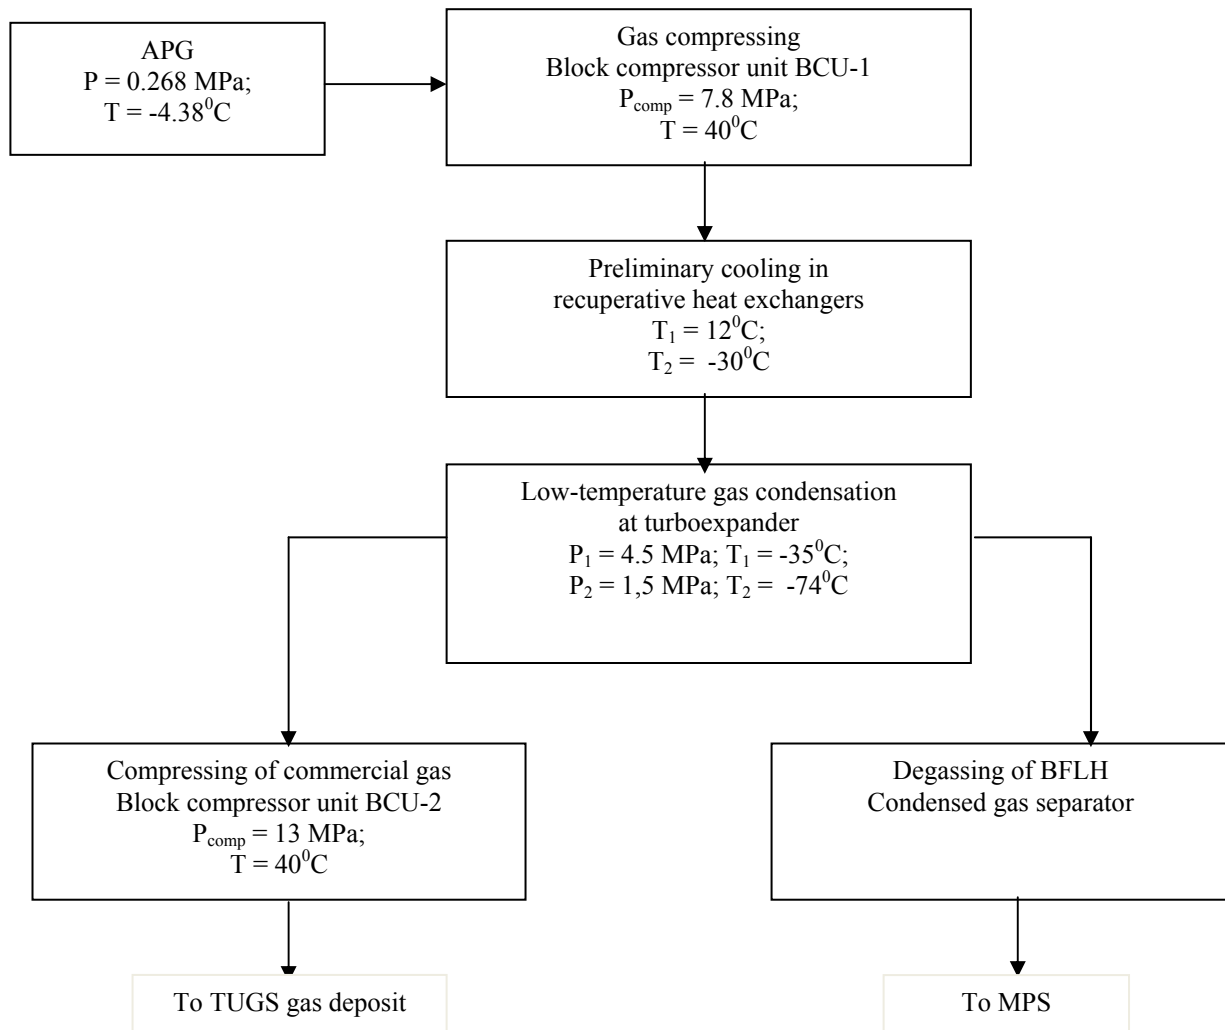 APG
P = 0.268 MPa;
T = -4.38⁰C
Gas compressing
Block compressor unit BCU-1
P_comp = 7.8 MPa;
T = 40⁰C
Preliminary cooling in
recuperative heat exchangers
T₁ = 12⁰C;
T₂ = -30⁰C
Low-temperature gas condensation
at turboexpander
P₁ = 4.5 MPa; T₁ = -35⁰C;
P₂ = 1,5 MPa; T₂ = -74⁰C
Compressing of commercial gas
Block compressor unit BCU-2
P_comp = 13 MPa;
T = 40⁰C
Degassing of BFLH
Condensed gas separator
To TUGS gas deposit
To MPS